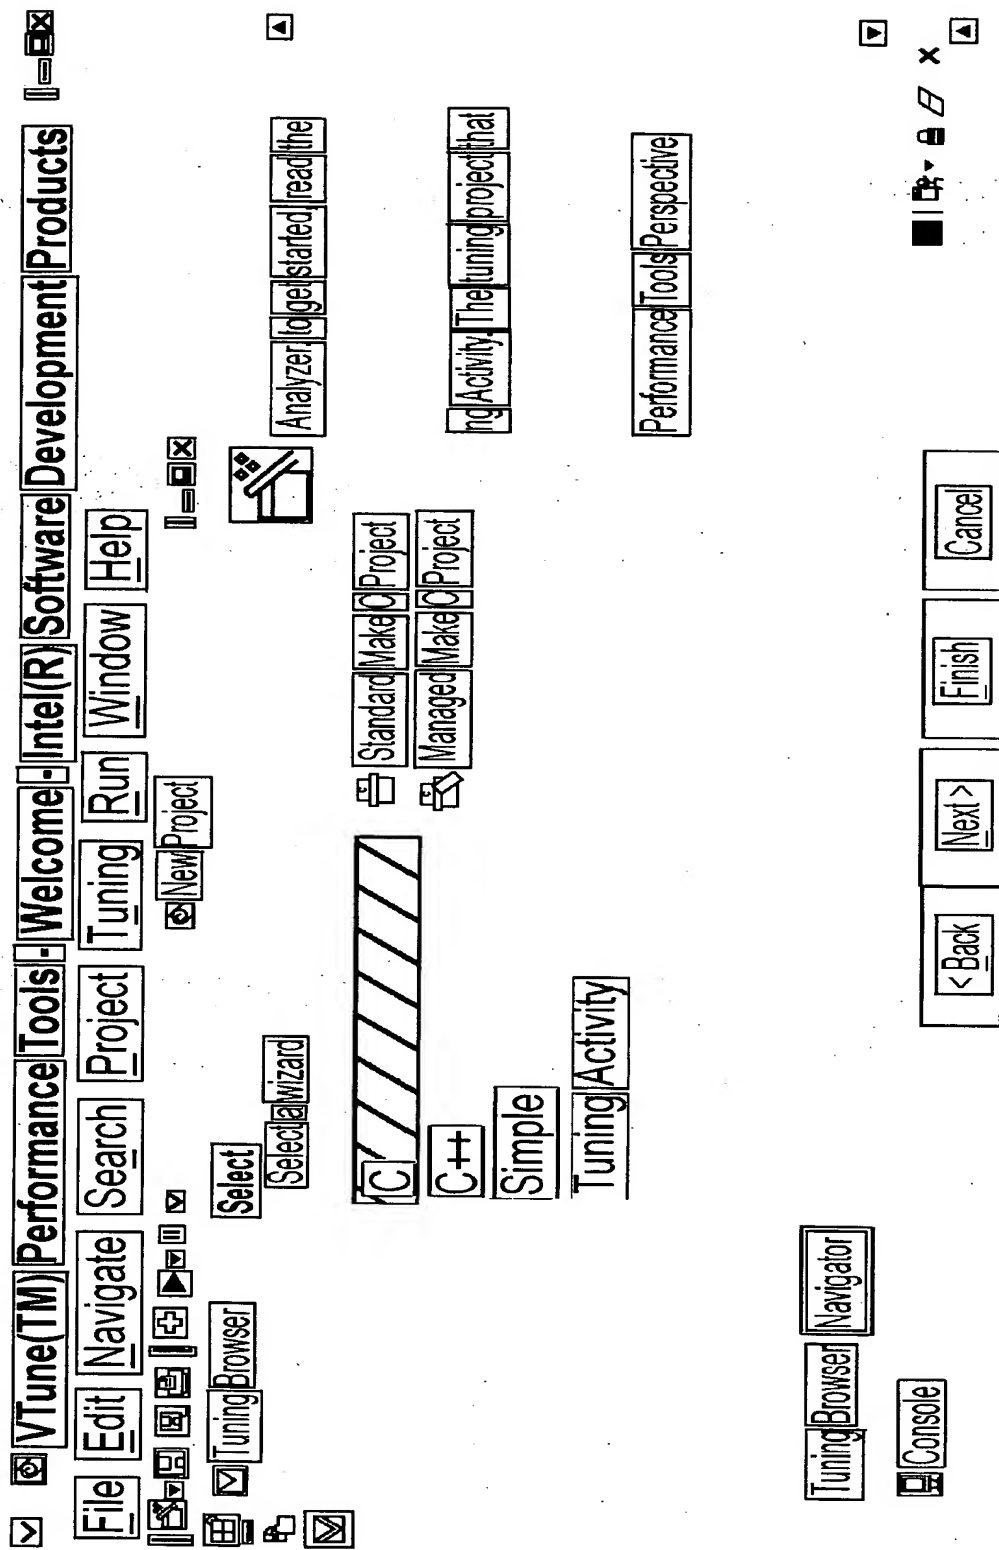 VTune(TM) Performance Tools - Welcome - Intel(R) Software Development Products
File Edit Navigate Search Project Tuning Run Window Help
New Project
Tuning Browser
Select
Select a wizard
Analyzer. to get started read the
C
Standard Make C Project
C++
Managed Make C Project
ng Activity. The tuning project that
Simple
Tuning Activity
Performance Tools Perspective
Tuning Browser Navigator
Console
< Back Next > Finish Cancel